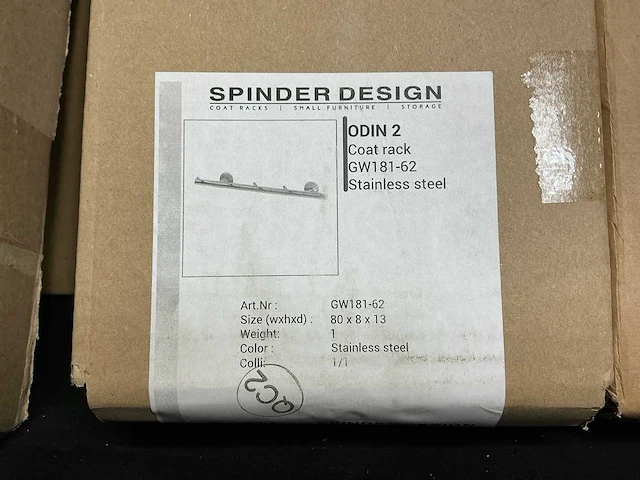 SPINDER DESIGN
COAT RACKS | SMALL FURNITURE | STORAGE
ODIN 2
Coat rack
GW181-62
Stainless steel
Art.Nr : GW181-62
Size (wxhxd) : 80 x 8 x 13
Weight: 1
Color : Stainless steel
Colli: 1/1
QC2